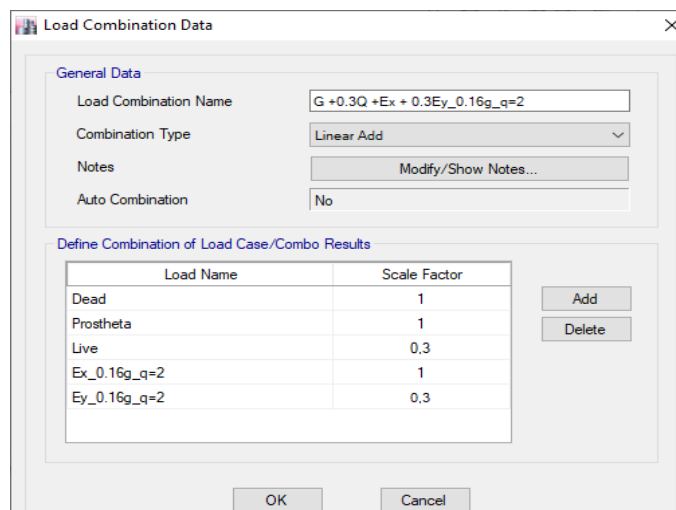 Load Combination Data
General Data
Load Combination Name G +0.3Q +Ex + 0.3Ey_0.16g_q=2
Combination Type Linear Add
Notes Modify/Show Notes...
Auto Combination No
Define Combination of Load Case/Combo Results
Load Name Scale Factor
Dead 1
Prostheta 1
Live 0,3
Ex_0.16g_q=2 1
Ey_0.16g_q=2 0,3
Add
Delete
OK Cancel